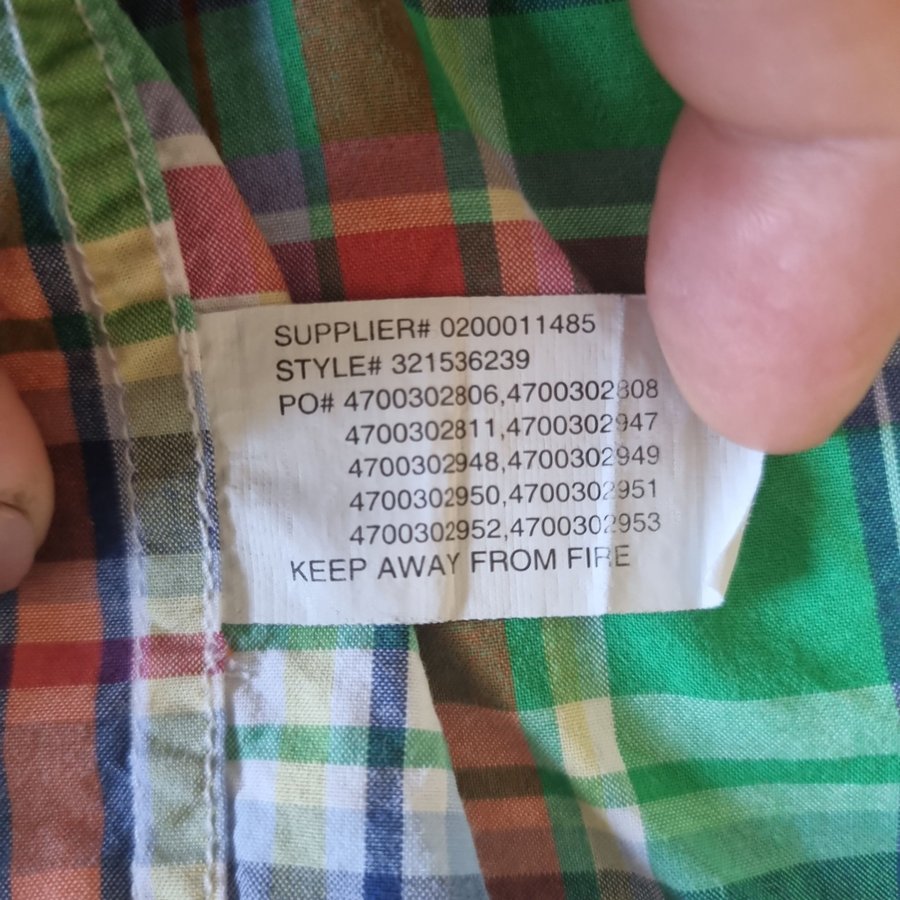 SUPPLIER# 0200011485
STYLE# 321536239
PO# 4700302806,4700302808
4700302811,4700302947
4700302948,4700302949
4700302950,4700302951
4700302952,4700302953
KEEP AWAY FROM FIRE